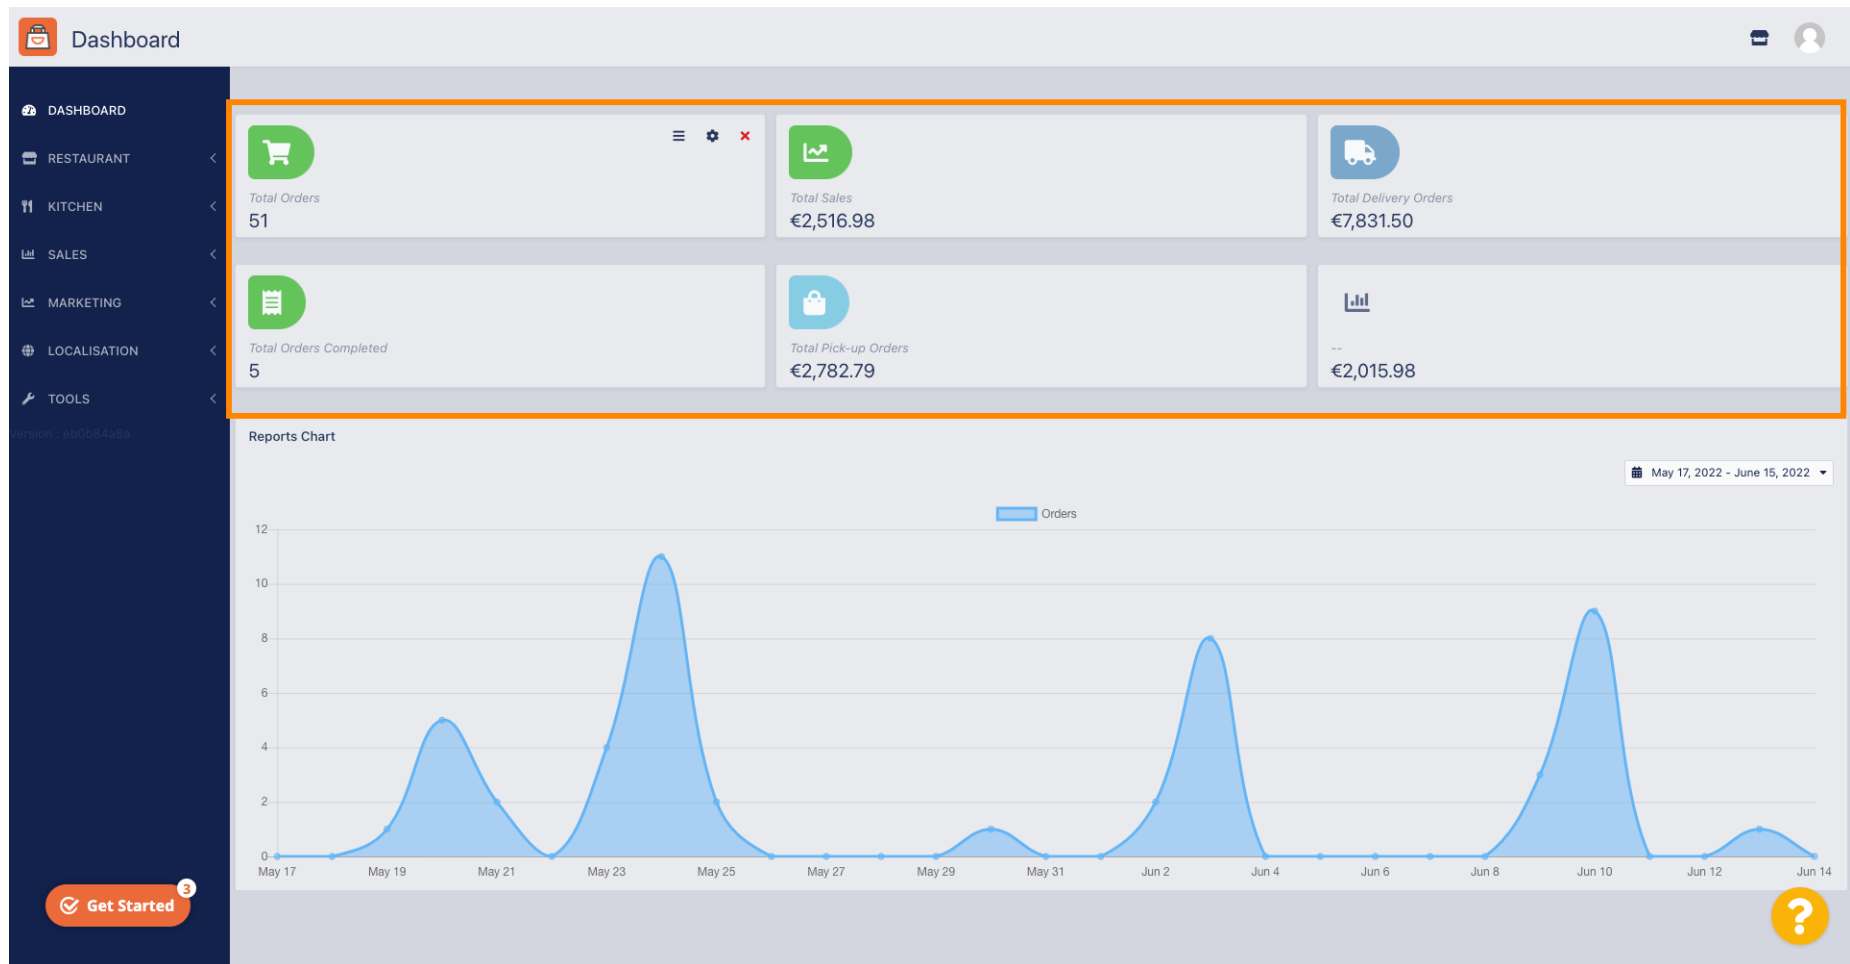 Dashboard
DASHBOARD
RESTAURANT
KITCHEN
SALES
MARKETING
LOCALISATION
TOOLS
Version : eb0b84a8a
Total Orders
51
Total Sales
€2,516.98
Total Delivery Orders
€7,831.50
Total Orders Completed
5
Total Pick-up Orders
€2,782.79
--
€2,015.98
Reports Chart
May 17, 2022 - June 15, 2022
Orders
12
10
8
6
4
2
0
May 17 May 19 May 21 May 23 May 25 May 27 May 29 May 31 Jun 2 Jun 4 Jun 6 Jun 8 Jun 10 Jun 12 Jun 14
3
Get Started
?